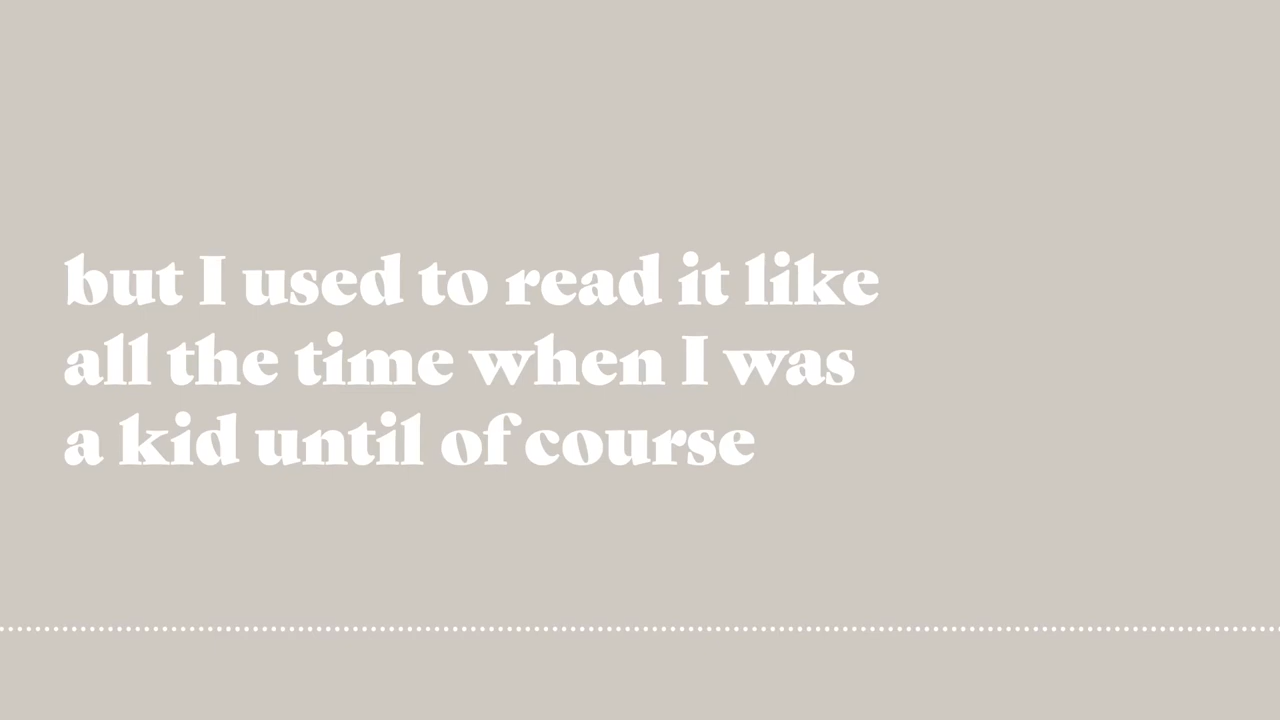 but I used to read it like
all the time when I was
a kid until of course